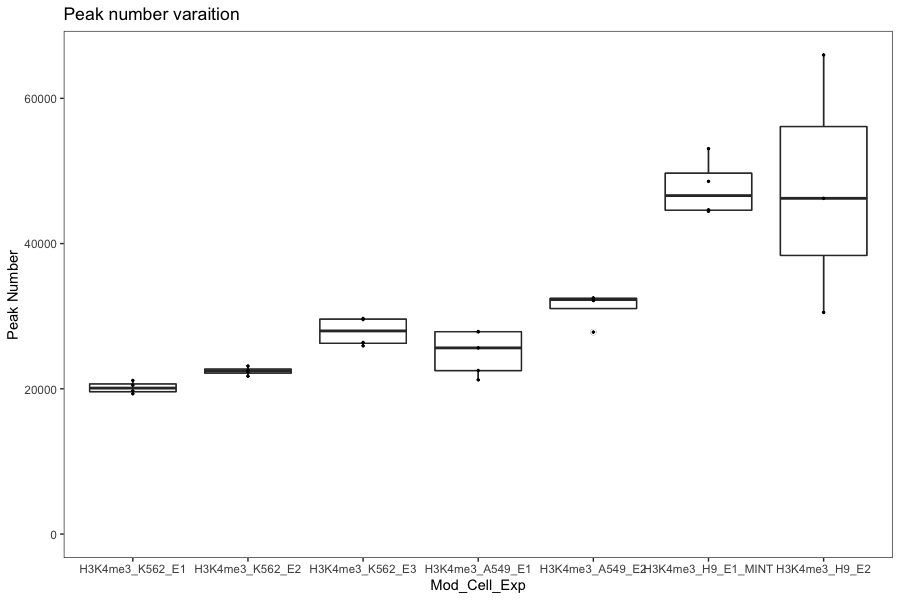 Peak number varaition
60000
40000
20000
0
Peak Number
H3K4me3_K562_E1 H3K4me3_K562_E2 H3K4me3_K562_E3 H3K4me3_A549_E1 H3K4me3_A549_E2 H3K4me3_H9_E1_MINT H3K4me3_H9_E2
Mod_Cell_Exp